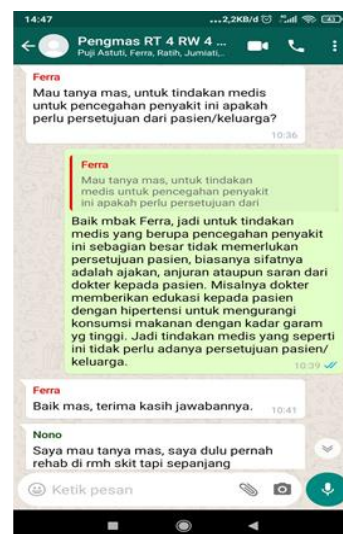 14:47
...2,2KB/d
43
Pengmas RT 4 RW 4 ...
Puji Astuti, Ferra, Ratih, Jumiati,..
Ferra
Mau tanya mas, untuk tindakan medis
untuk pencegahan penyakit ini apakah
perlu persetujuan dari pasien/keluarga?
10:36
Ferra
Mau tanya mas, untuk tindakan
medis untuk pencegahan penyakit
ini apakah perlu persetujuan dari
Baik mbak Ferra, jadi untuk tindakan
medis yang berupa pencegahan penyakit
ini sebagian besar tidak memerlukan
persetujuan pasien, biasanya sifatnya
adalah ajakan, anjuran ataupun saran dari
dokter kepada pasien. Misalnya dokter
memberikan edukasi kepada pasien
dengan hipertensi untuk mengurangi
konsumsi makanan dengan kadar garam
yg tinggi. Jadi tindakan medis yang seperti
ini tidak perlu adanya persetujuan pasien/
keluarga.
10:39
Ferra
Baik mas, terima kasih jawabannya.
10:41
Nono
Saya mau tanya mas, saya dulu pernah
rehab di rmh skit tapi sepanjang
Ketik pesan